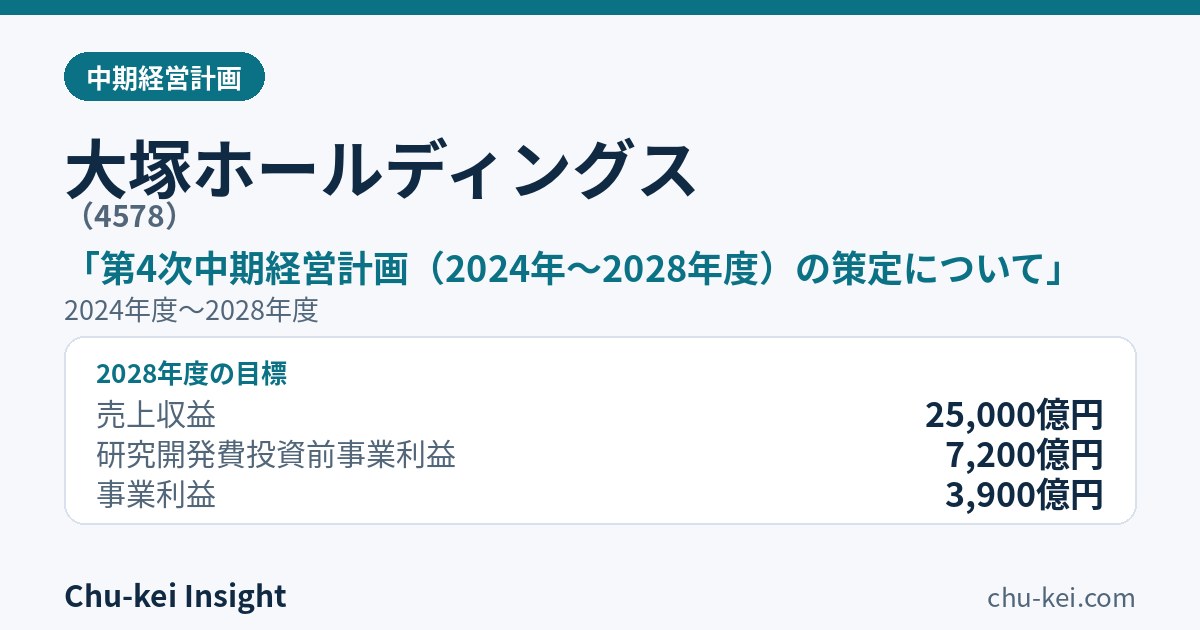 中期経営計画
大塚ホールディングス
（4578）
「第4次中期経営計画（2024年～2028年度）の策定について」
2024年度～2028年度
2028年度の目標
売上収益 25,000億円
研究開発費投資前事業利益 7,200億円
事業利益 3,900億円
Chu-kei Insight chu-kei.com